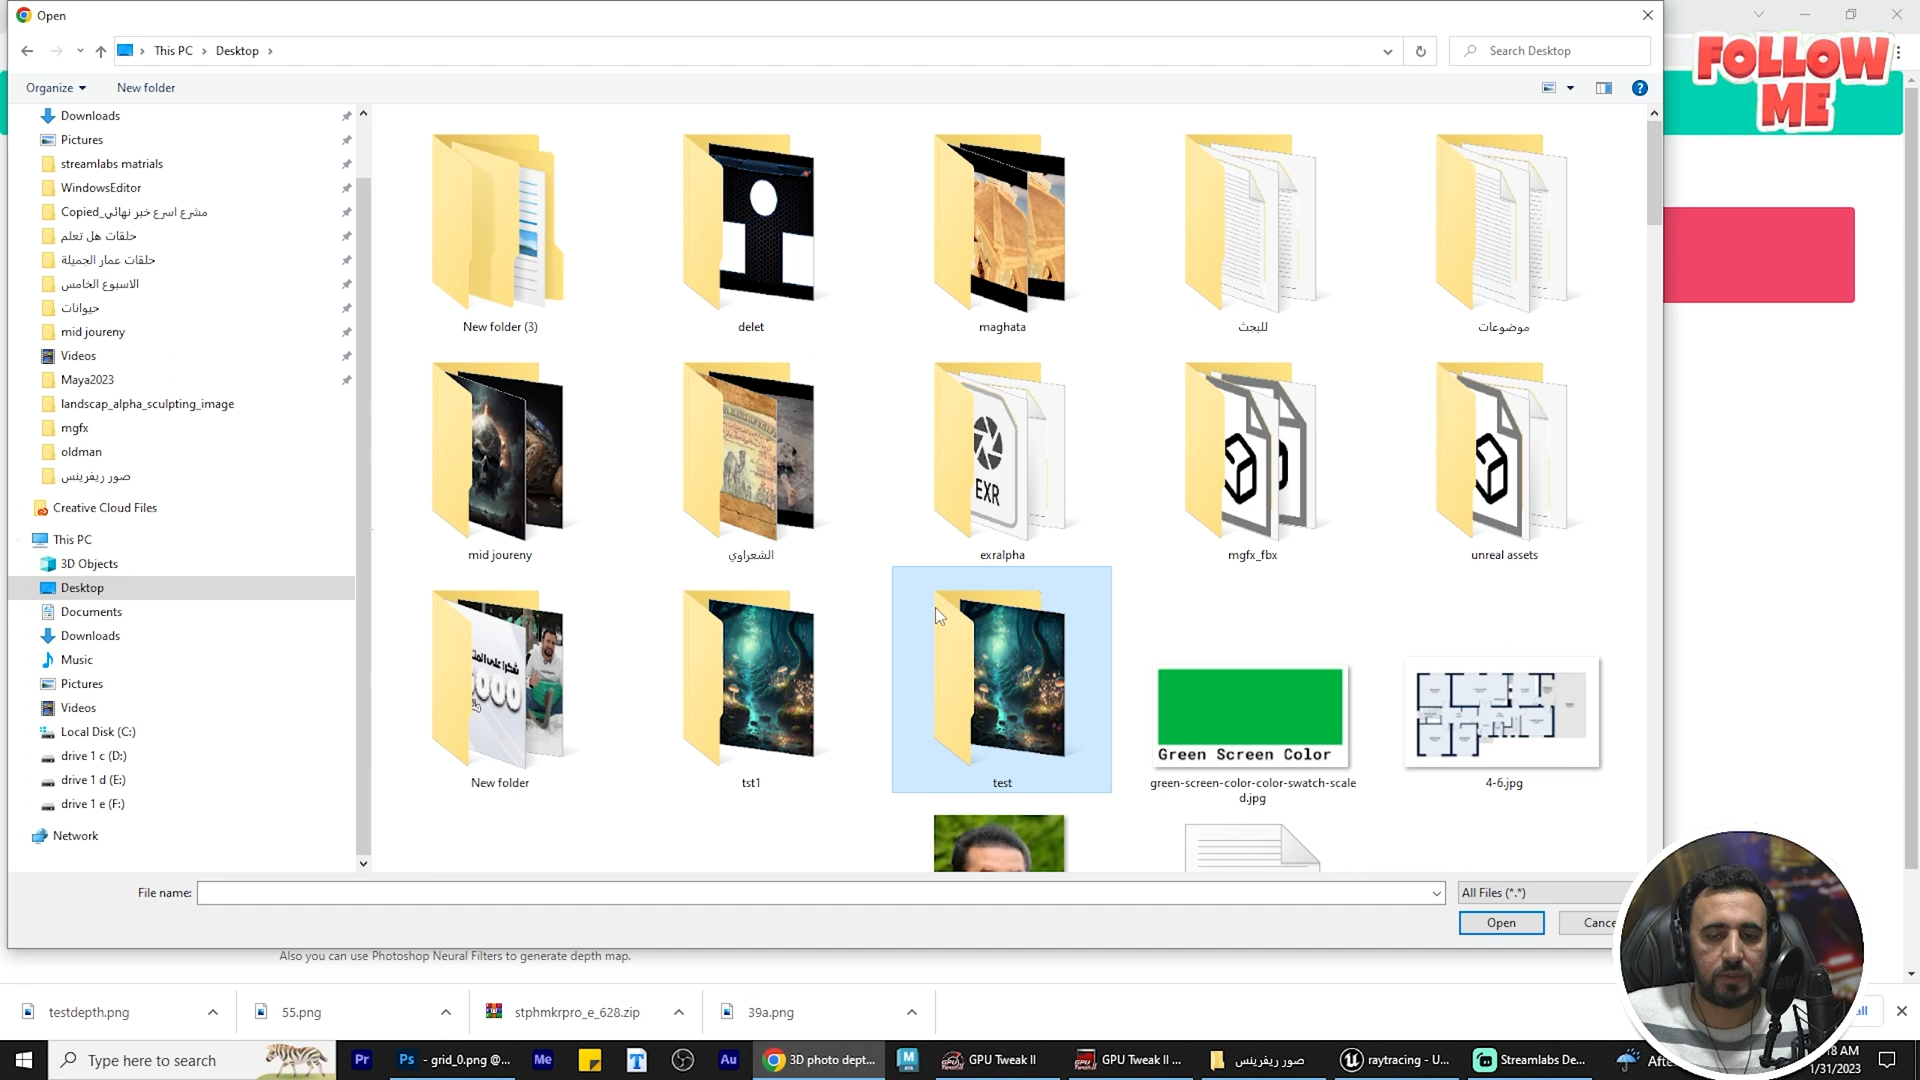 Open
This PC
Desktop
Search Desktop
FOLLOW
ME
Organize
New folder
Downloads
Pictures
streamlabs matrials
WindowsEditor
Copied_مشرع اسرع خبر نهائي
حلقات هل تعلم
حلقات عمار الجميلة
الاسبوع الخامس
حيوانات
mid joureny
Videos
Maya2023
landscap_alpha_sculpting_image
mgfx
oldman
صور ريفرينس
Creative Cloud Files
This PC
3D Objects
Desktop
Documents
Downloads
Music
Pictures
Videos
Local Disk (C:)
drive 1 c (D:)
drive 1 d (E:)
drive 1 e (F:)
Network
New folder (3)
delet
maghata
للبحث
موضوعات
EXR
mid joureny
الشعراوي
exralpha
mgfx_fbx
unreal assets
Green Screen Color
New folder
tst1
test
green-screen-color-color-swatch-scale
d.jpg
4-6.jpg
File name:
All Files (*.*)
Open
Also you can use Photoshop Neural Filters to generate depth map.
testdepth.png
55.png
stphmkrpro_e_628.zip
39a.png
Type here to search
Pr
Ps
- grid_0.png @...
Me
Au
3D photo dept...
GPU Tweak II
GPU Tweak II ...
صور ريفرينس
raytracing - U...
Streamlabs De...
1/31/2023